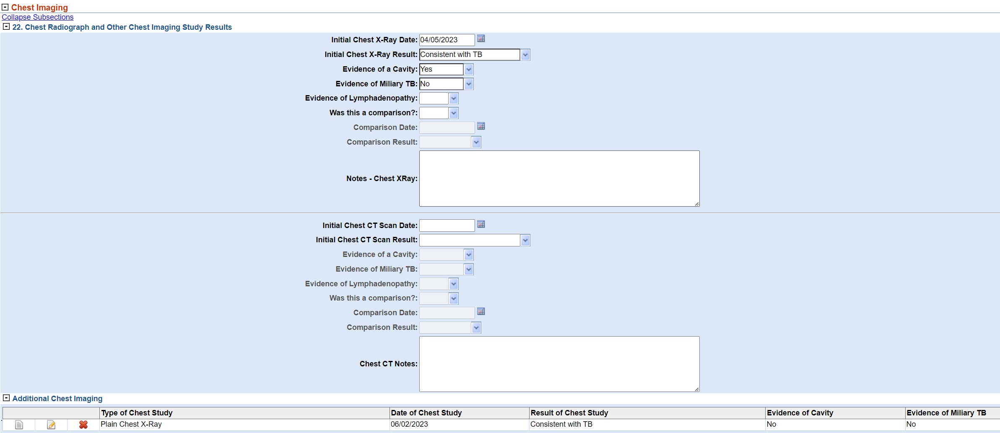 Chest Imaging
Collapse Subsections
22. Chest Radiograph and Other Chest Imaging Study Results
Initial Chest X-Ray Date: 04/05/2023
Initial Chest X-Ray Result: Consistent with TB
Evidence of a Cavity: Yes
Evidence of Miliary TB: No
Evidence of Lymphadenopathy:
Was this a comparison?:
Comparison Date:
Comparison Result:
Notes - Chest XRay:
Initial Chest CT Scan Date:
Initial Chest CT Scan Result:
Evidence of a Cavity:
Evidence of Miliary TB:
Evidence of Lymphadenopathy:
Was this a comparison?:
Comparison Date:
Comparison Result:
Chest CT Notes:
Additional Chest Imaging
Type of Chest Study Date of Chest Study Result of Chest Study Evidence of Cavity Evidence of Miliary TB
Plain Chest X-Ray 06/02/2023 Consistent with TB No No